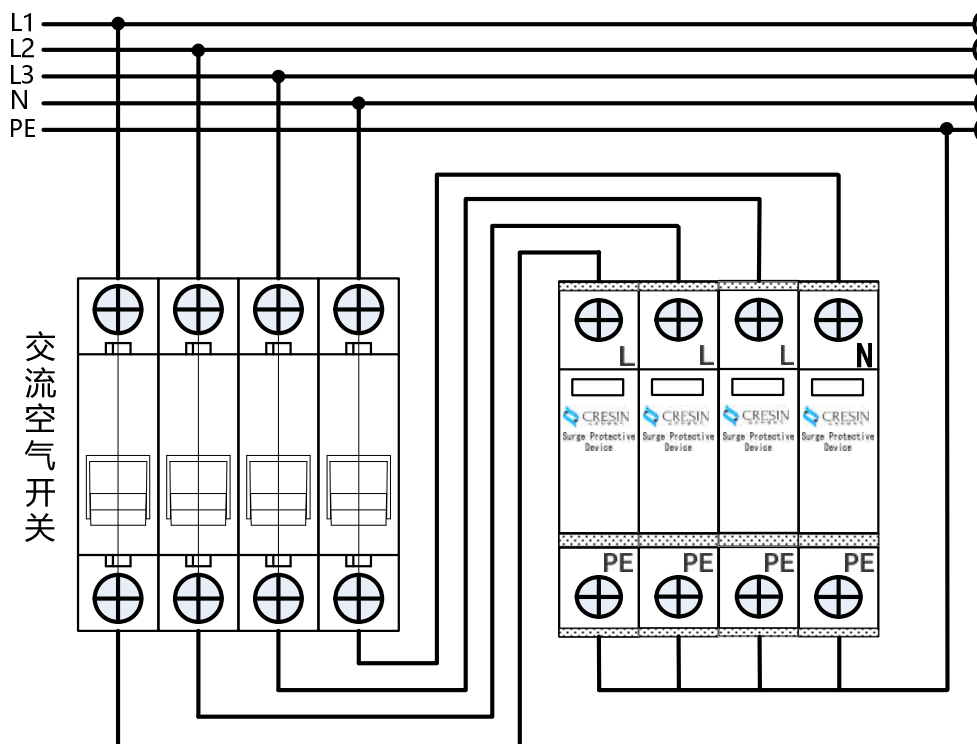 L1
L2
L3
N
PE
交流空气开关
L
L
L
N
CRESIN
Surge Protective
Device
CRESIN
Surge Protective
Device
CRESIN
Surge Protective
Device
CRESIN
Surge Protective
Device
PE
PE
PE
PE